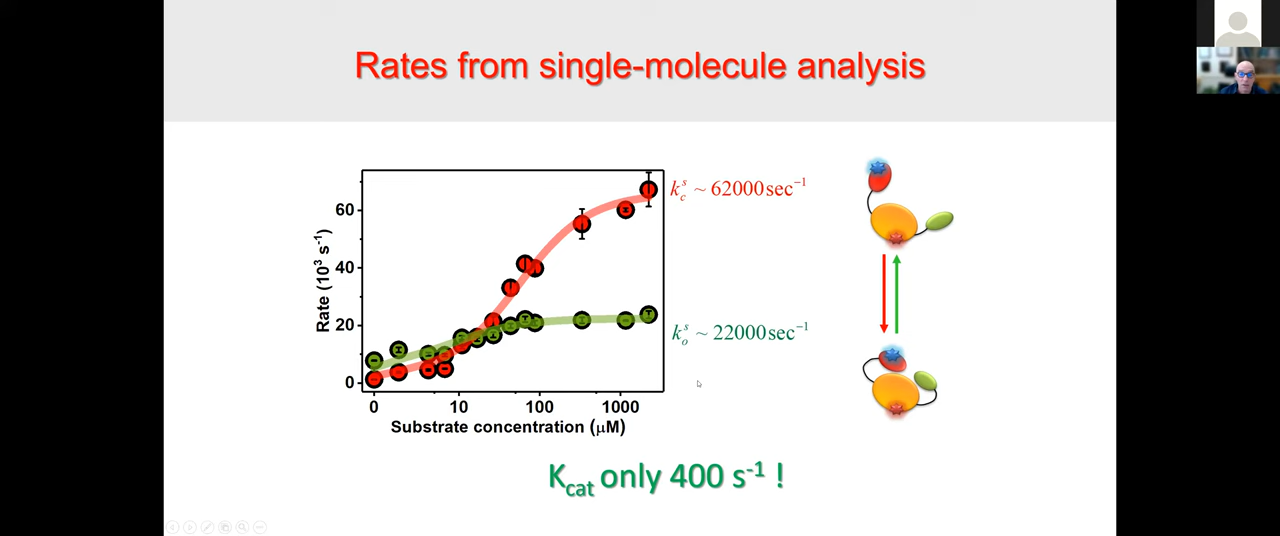 Rates from single-molecule analysis
60
40
20
0
Rate (10³ s⁻¹)
0 10 100 1000
Substrate concentration (μM)
k_c^s ~ 62000 sec⁻¹
k_o^s ~ 22000 sec⁻¹
K_cat only 400 s⁻¹ !